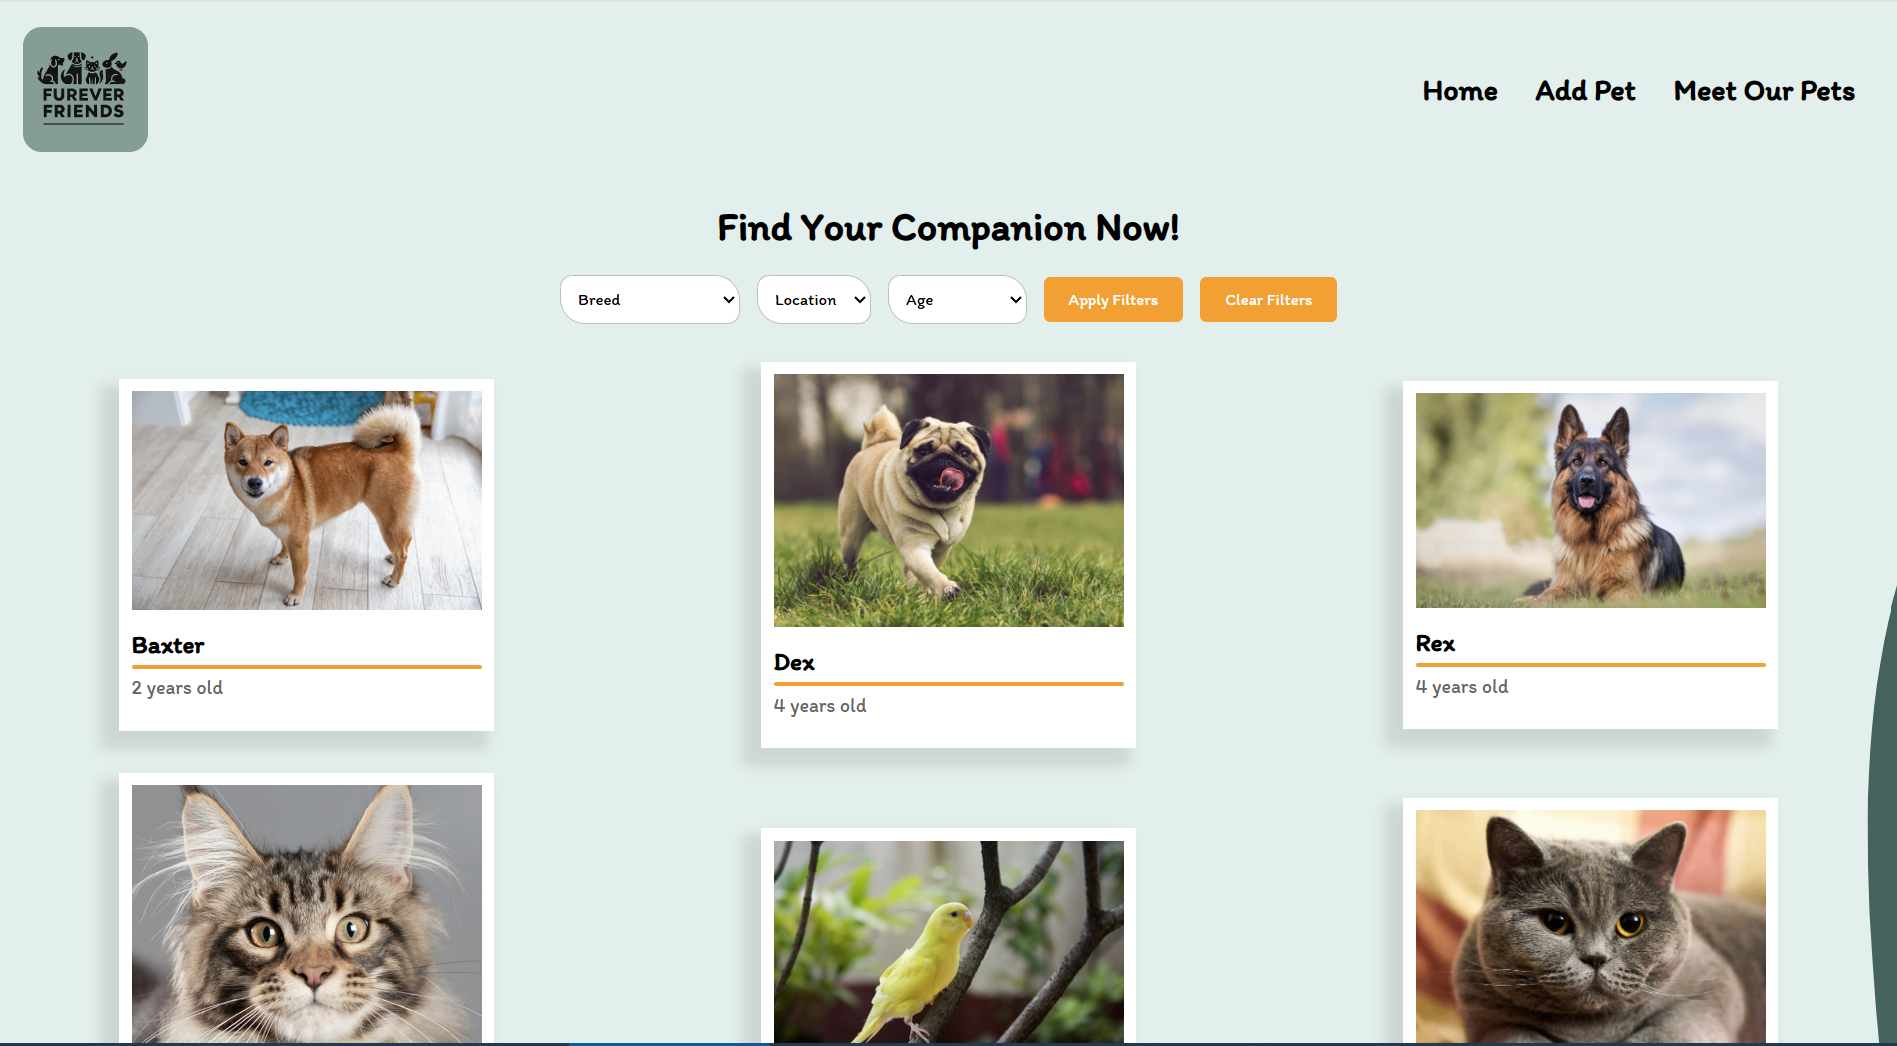 FUREVER
FRIENDS
Home Add Pet Meet Our Pets
Find Your Companion Now!
Breed Location Age Apply Filters Clear Filters
Baxter
2 years old
Dex
4 years old
Rex
4 years old